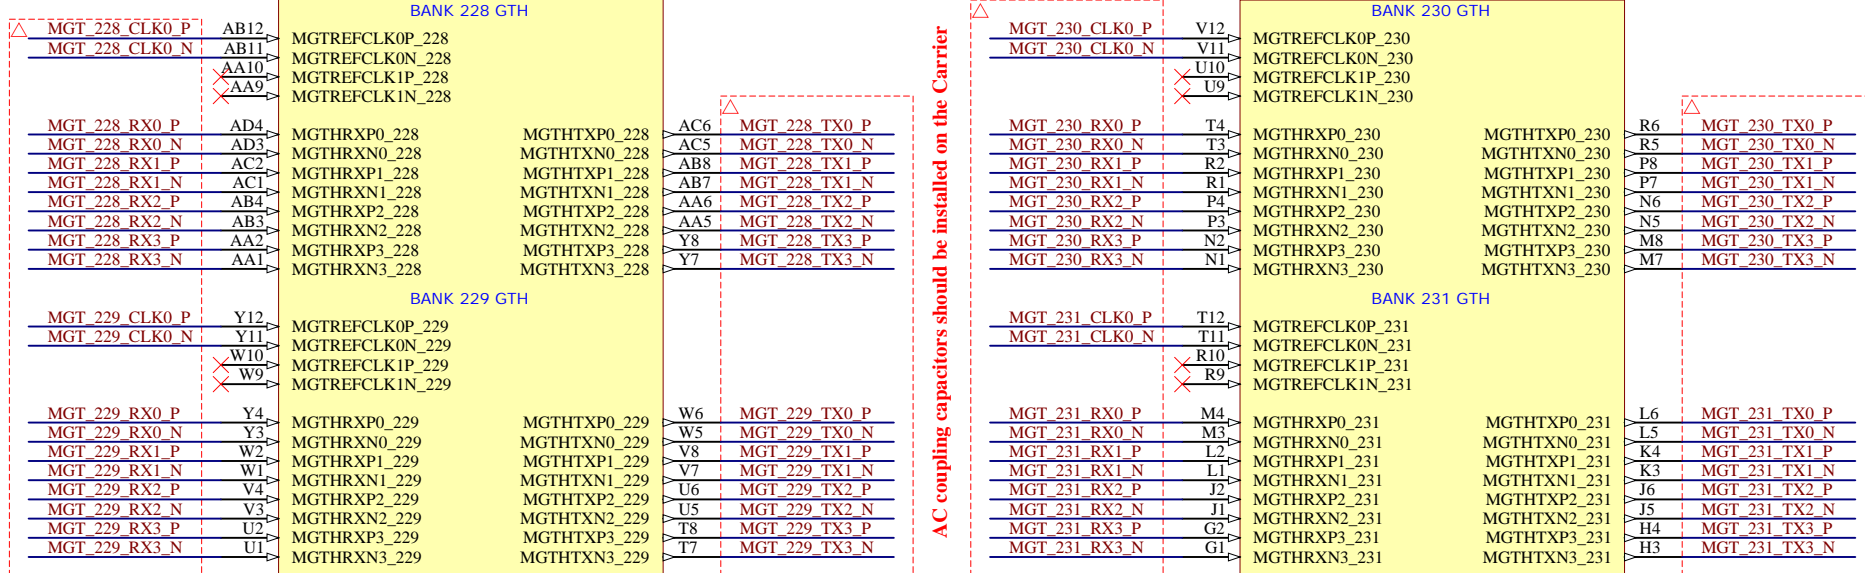 BANK 228 GTH
MGT_228_CLK0_P AB12 MGTREFCLK0P_228
MGT_228_CLK0_N AB11 MGTREFCLK0N_228
AA10 MGTREFCLK1P_228
AA9 MGTREFCLK1N_228
MGT_228_RX0_P AD4 MGTHRXP0_228 MGTHTXP0_228 AC6 MGT_228_TX0_P
MGT_228_RX0_N AD3 MGTHRXN0_228 MGTHTXN0_228 AC5 MGT_228_TX0_N
MGT_228_RX1_P AC2 MGTHRXP1_228 MGTHTXP1_228 AB8 MGT_228_TX1_P
MGT_228_RX1_N AC1 MGTHRXN1_228 MGTHTXN1_228 AB7 MGT_228_TX1_N
MGT_228_RX2_P AB4 MGTHRXP2_228 MGTHTXP2_228 AA6 MGT_228_TX2_P
MGT_228_RX2_N AB3 MGTHRXN2_228 MGTHTXN2_228 AA5 MGT_228_TX2_N
MGT_228_RX3_P AA2 MGTHRXP3_228 MGTHTXP3_228 Y8 MGT_228_TX3_P
MGT_228_RX3_N AA1 MGTHRXN3_228 MGTHTXN3_228 Y7 MGT_228_TX3_N
BANK 229 GTH
MGT_229_CLK0_P Y12 MGTREFCLK0P_229
MGT_229_CLK0_N Y11 MGTREFCLK0N_229
W10 MGTREFCLK1P_229
W9 MGTREFCLK1N_229
MGT_229_RX0_P Y4 MGTHRXP0_229 MGTHTXP0_229 W6 MGT_229_TX0_P
MGT_229_RX0_N Y3 MGTHRXN0_229 MGTHTXN0_229 W5 MGT_229_TX0_N
MGT_229_RX1_P W2 MGTHRXP1_229 MGTHTXP1_229 V8 MGT_229_TX1_P
MGT_229_RX1_N W1 MGTHRXN1_229 MGTHTXN1_229 V7 MGT_229_TX1_N
MGT_229_RX2_P V4 MGTHRXP2_229 MGTHTXP2_229 U6 MGT_229_TX2_P
MGT_229_RX2_N V3 MGTHRXN2_229 MGTHTXN2_229 U5 MGT_229_TX2_N
MGT_229_RX3_P U2 MGTHRXP3_229 MGTHTXP3_229 T8 MGT_229_TX3_P
MGT_229_RX3_N U1 MGTHRXN3_229 MGTHTXN3_229 T7 MGT_229_TX3_N
AC coupling capacitors should be installed on the Carrier
BANK 230 GTH
MGT_230_CLK0_P V12 MGTREFCLK0P_230
MGT_230_CLK0_N V11 MGTREFCLK0N_230
U10 MGTREFCLK1P_230
U9 MGTREFCLK1N_230
MGT_230_RX0_P T4 MGTHRXP0_230 MGTHTXP0_230 R6 MGT_230_TX0_P
MGT_230_RX0_N T3 MGTHRXN0_230 MGTHTXN0_230 R5 MGT_230_TX0_N
MGT_230_RX1_P R2 MGTHRXP1_230 MGTHTXP1_230 P8 MGT_230_TX1_P
MGT_230_RX1_N R1 MGTHRXN1_230 MGTHTXN1_230 P7 MGT_230_TX1_N
MGT_230_RX2_P P4 MGTHRXP2_230 MGTHTXP2_230 N6 MGT_230_TX2_P
MGT_230_RX2_N P3 MGTHRXN2_230 MGTHTXN2_230 N5 MGT_230_TX2_N
MGT_230_RX3_P N2 MGTHRXP3_230 MGTHTXP3_230 M8 MGT_230_TX3_P
MGT_230_RX3_N N1 MGTHRXN3_230 MGTHTXN3_230 M7 MGT_230_TX3_N
BANK 231 GTH
MGT_231_CLK0_P T12 MGTREFCLK0P_231
MGT_231_CLK0_N T11 MGTREFCLK0N_231
R10 MGTREFCLK1P_231
R9 MGTREFCLK1N_231
MGT_231_RX0_P M4 MGTHRXP0_231 MGTHTXP0_231 L6 MGT_231_TX0_P
MGT_231_RX0_N M3 MGTHRXN0_231 MGTHTXN0_231 L5 MGT_231_TX0_N
MGT_231_RX1_P L2 MGTHRXP1_231 MGTHTXP1_231 K4 MGT_231_TX1_P
MGT_231_RX1_N L1 MGTHRXN1_231 MGTHTXN1_231 K3 MGT_231_TX1_N
MGT_231_RX2_P J2 MGTHRXP2_231 MGTHTXP2_231 J6 MGT_231_TX2_P
MGT_231_RX2_N J1 MGTHRXN2_231 MGTHTXN2_231 J5 MGT_231_TX2_N
MGT_231_RX3_P G2 MGTHRXP3_231 MGTHTXP3_231 H4 MGT_231_TX3_P
MGT_231_RX3_N G1 MGTHRXN3_231 MGTHTXN3_231 H3 MGT_231_TX3_N